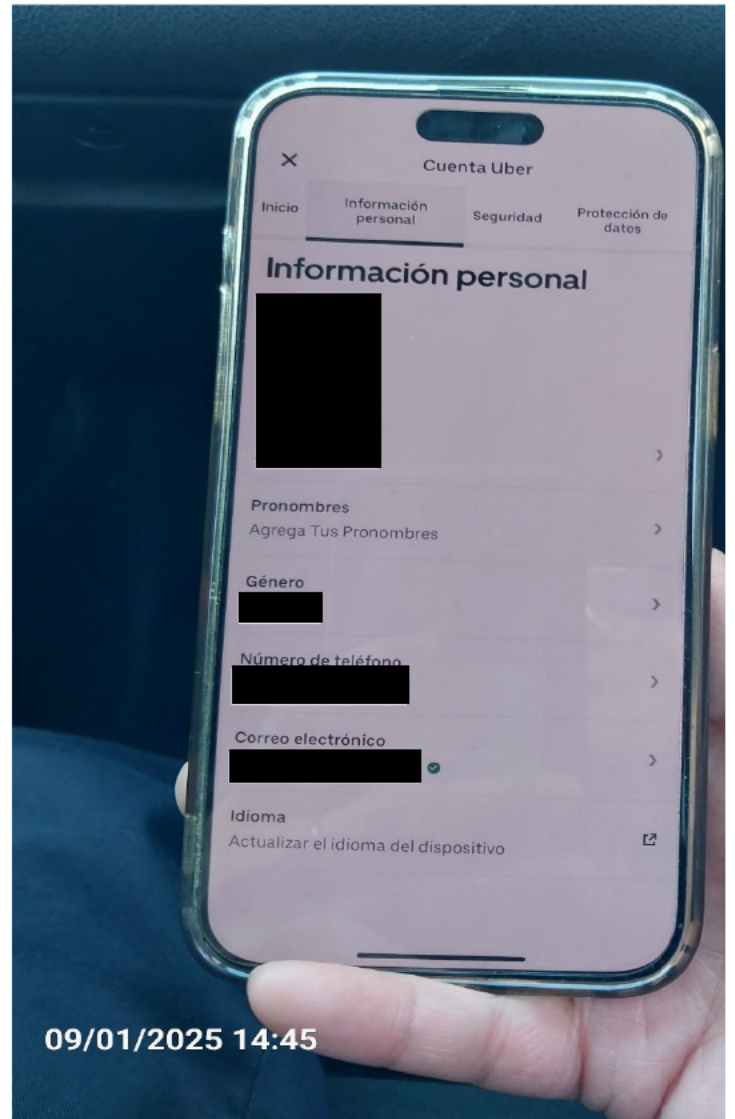 Cuenta Uber
Inicio
Información
personal
Seguridad
Protección de
datos
Información personal
Pronombres
Agrega Tus Pronombres
Género
Número de teléfono
Correo electrónico
Idioma
Actualizar el idioma del dispositivo
09/01/2025 14:45